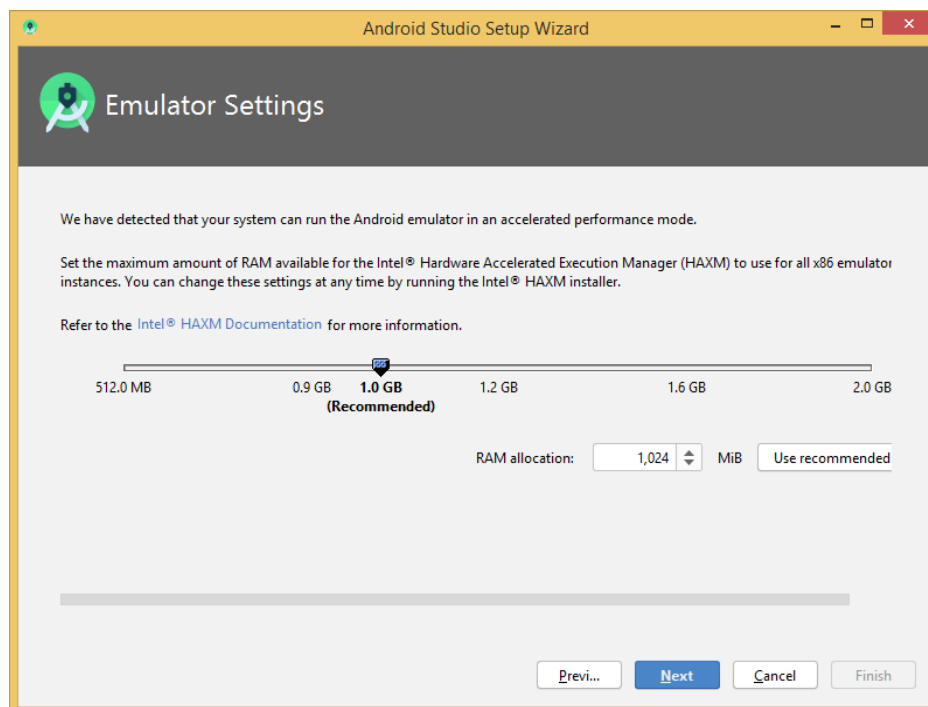 Android Studio Setup Wizard
Emulator Settings
We have detected that your system can run the Android emulator in an accelerated performance mode.
Set the maximum amount of RAM available for the Intel® Hardware Accelerated Execution Manager (HAXM) to use for all x86 emulator
instances. You can change these settings at any time by running the Intel® HAXM installer.
Refer to the Intel® HAXM Documentation for more information.
512.0 MB 0.9 GB 1.0 GB 1.2 GB 1.6 GB 2.0 GB
(Recommended)
RAM allocation: 1,024 MiB Use recommended
Previ... Next Cancel Finish